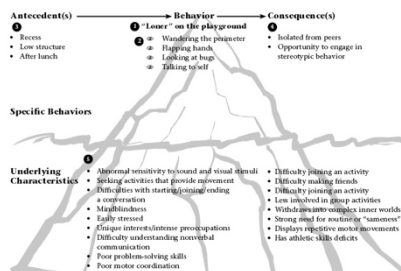 Antecedent(s)
Behavior
Consequence(s)
3
1 "Loner" on the playground
4
• Recess
• Low structure
• After lunch
2 Wandering the perimeter
Flapping hands
Looking at bugs
Talking to self
• Isolated from peers
• Opportunity to engage in
stereotypic behavior
Specific Behaviors
5
Underlying
Characteristics
• Abnormal sensitivity to sound and visual stimuli
• Seeking activities that provide movement
• Difficulties with starting/joining/ending
a conversation
• Mindblindness
• Easily stressed
• Unique interests/intense preoccupations
• Difficulty understanding nonverbal
communication
• Poor problem-solving skills
• Poor motor coordination
• Difficulty joining an activity
• Difficulty making friends
• Difficulty joining an activity
• Less involved in group activities
• Withdraws into complex inner worlds
• Strong need for routine or "sameness"
• Displays repetitive motor movements
• Has athletic skills deficits